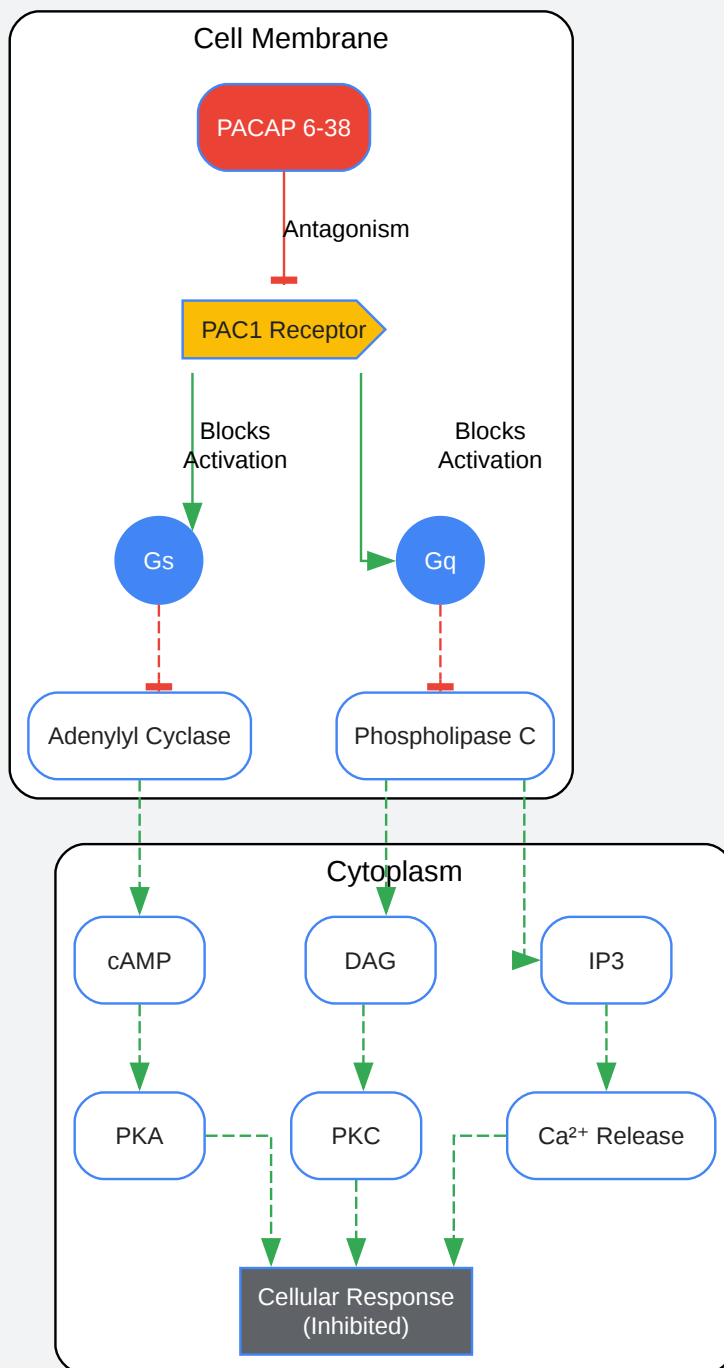 Cell Membrane
PACAP 6-38
Antagonism
PAC1 Receptor
Blocks
Activation
Blocks
Activation
Gs
Gq
Adenylyl Cyclase
Phospholipase C
Cytoplasm
cAMP
DAG
IP3
PKA
PKC
Ca²⁺ Release
Cellular Response
(Inhibited)